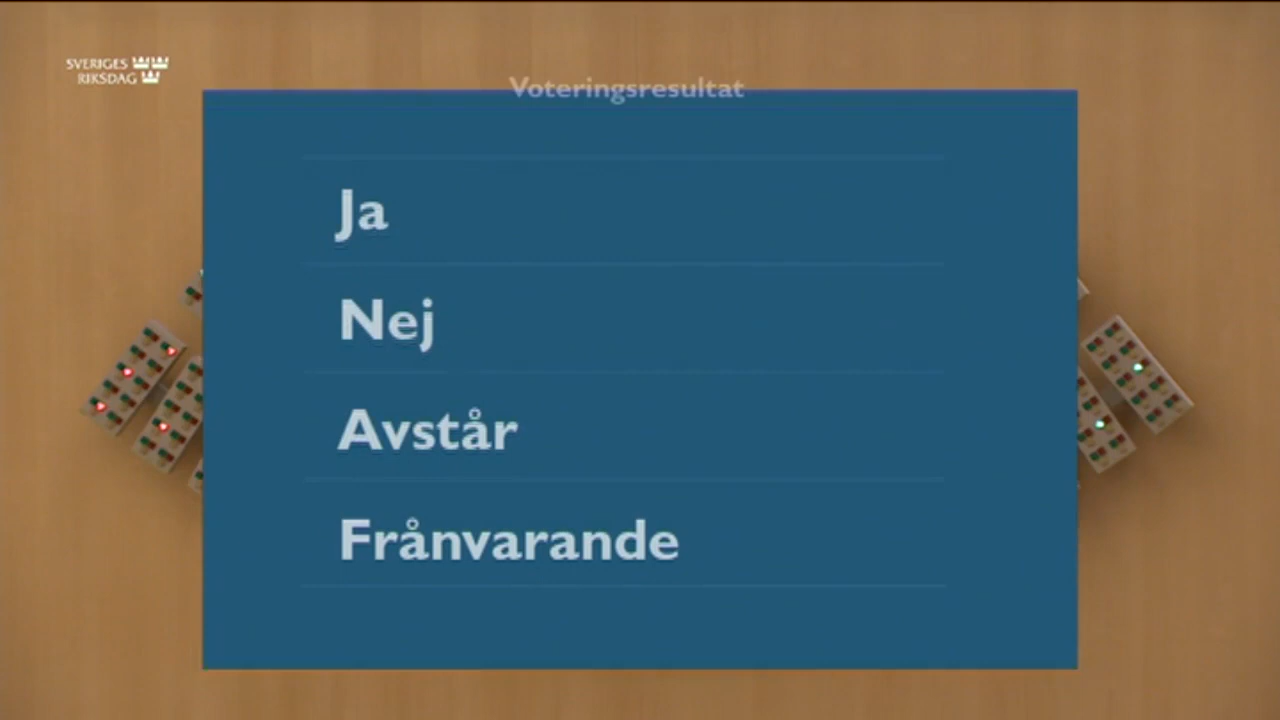 SVERIGES
RIKSDAG
Voteringsresultat
Ja
Nej
Avstår
Frånvarande